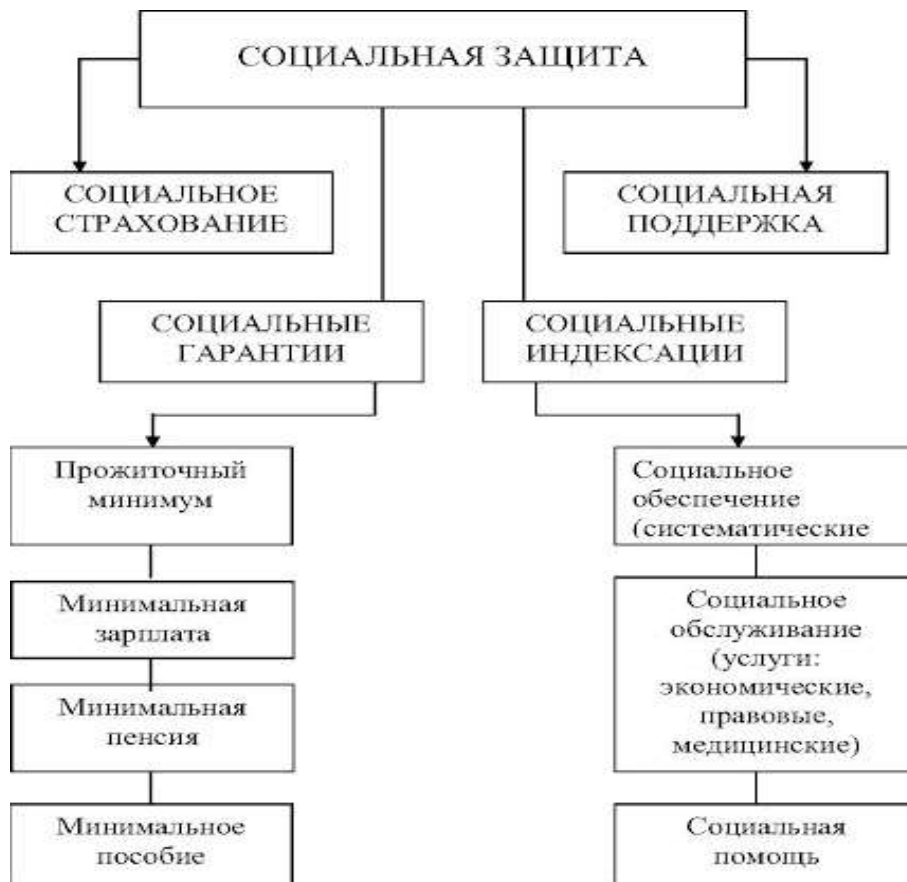 СОЦИАЛЬНАЯ ЗАЩИТА
СОЦИАЛЬНОЕ
СТРАХОВАНИЕ
СОЦИАЛЬНАЯ
ПОДДЕРЖКА
СОЦИАЛЬНЫЕ
ГАРАНТИИ
СОЦИАЛЬНЫЕ
ИНДЕКСАЦИИ
Прожиточный
минимум
Минимальная
зарплата
Минимальная
пенсия
Минимальное
пособие
Социальное
обеспечение
(систематические
Социальное
обслуживание
(услуги:
экономические,
правовые,
медицинские)
Социальная
помощь